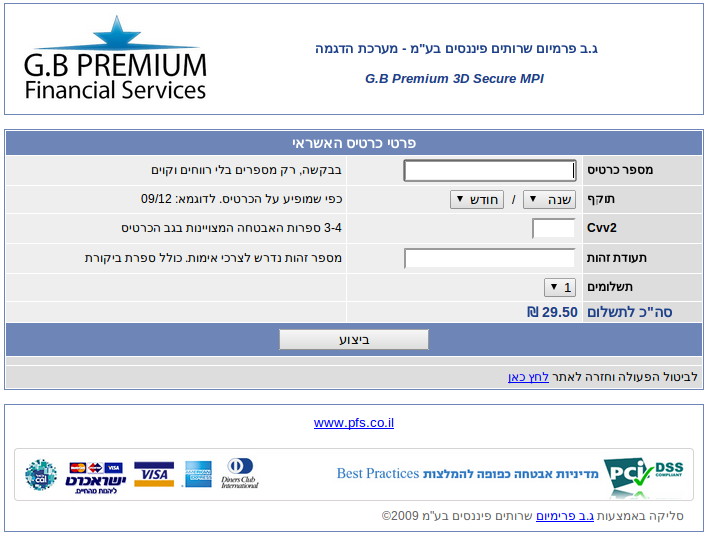 G.B PREMIUM
Financial Services
ג.ב פרמיום שרותים פיננסים בע"מ - מערכת הדגמה
G.B Premium 3D Secure MPI
פרטי כרטיס האשראי
מספר כרטיס בבקשה, רק מספרים בלי רווחים וקוים
תוקף שנה / חודש כפי שמופיע על הכרטיס. לדוגמא: 09/12
Cvv2 3-4 ספרות האבטחה המצויינות בגב הכרטיס
תעודת זהות מספר זהות נדרש לצרכי אימות. כולל ספרת ביקורת
תשלומים 1
סה"כ לתשלום 29.50 ₪
ביצוע
לביטול הפעולה וחזרה לאתר לחץ כאן
www.pfs.co.il
PCI DSS COMPLIANT
מדיניות אבטחה כפופה להמלצות Best Practices
Diners Club International
AMERICAN EXPRESS
VISA
VISA
ישראכרט
ליהנות מהחיים.
cal
סליקה באמצעות ג.ב פרימיום שרותים פיננסים בע"מ 2009©